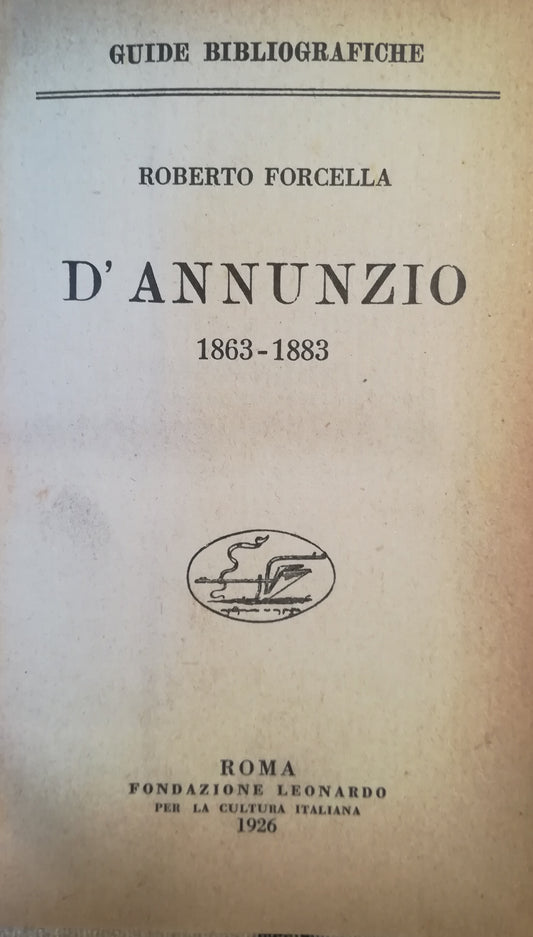 GUIDE BIBLIOGRAFICHE
ROBERTO FORCELLA
D'ANNUNZIO
1863-1883
ROMA
FONDAZIONE LEONARDO
PER LA CULTURA ITALIANA
1926